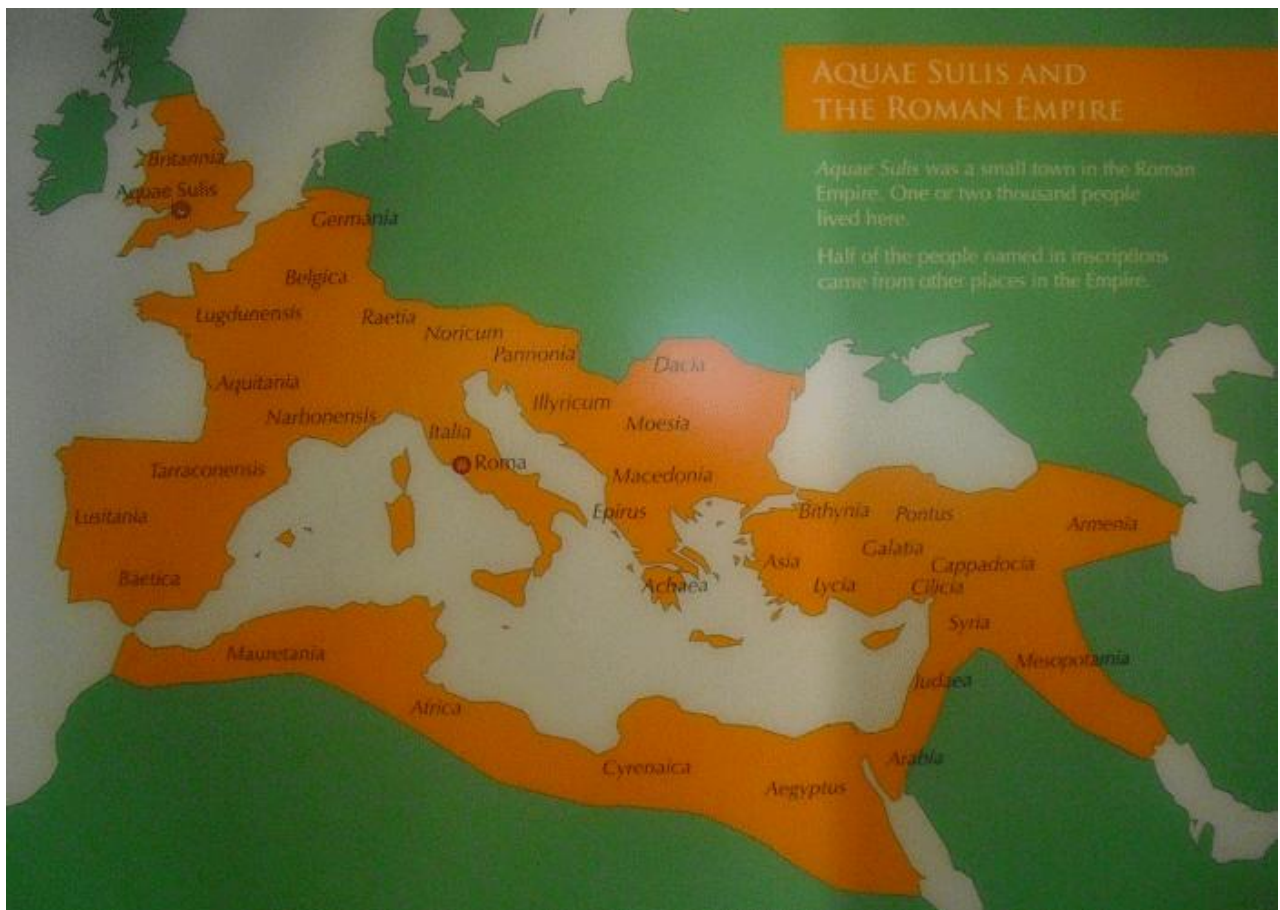 AQUAE SULIS AND
THE ROMAN EMPIRE
Aquae Sulis was a small town in the Roman
Empire. One or two thousand people
lived here.
Half of the people named in inscriptions
came from other places in the Empire.
Britannia
Aquae Sulis
Germania
Belgica
Lugdunensis
Raetia
Noricum
Pannonia
Dacia
Aquitania
Illyricum
Narbonensis
Moesia
Italia
Roma
Tarraconensis
Macedonia
Lusitania
Epirus
Bithynia
Pontus
Armenia
Galatia
Asia
Cappadocia
Baetica
Achaea
Lycia
Cilicia
Syria
Mauretania
Mesopotamia
Judaea
Africa
Arabia
Cyrenaica
Aegyptus